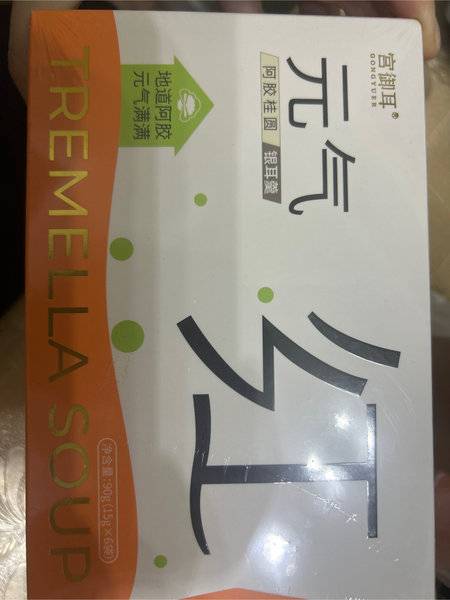 宫御耳®
GONGYUER
元气
阿胶桂圆 银耳羹
红
地道阿胶
元气满满
TREMELLA SOUP
净含量:90g(15g×6袋)